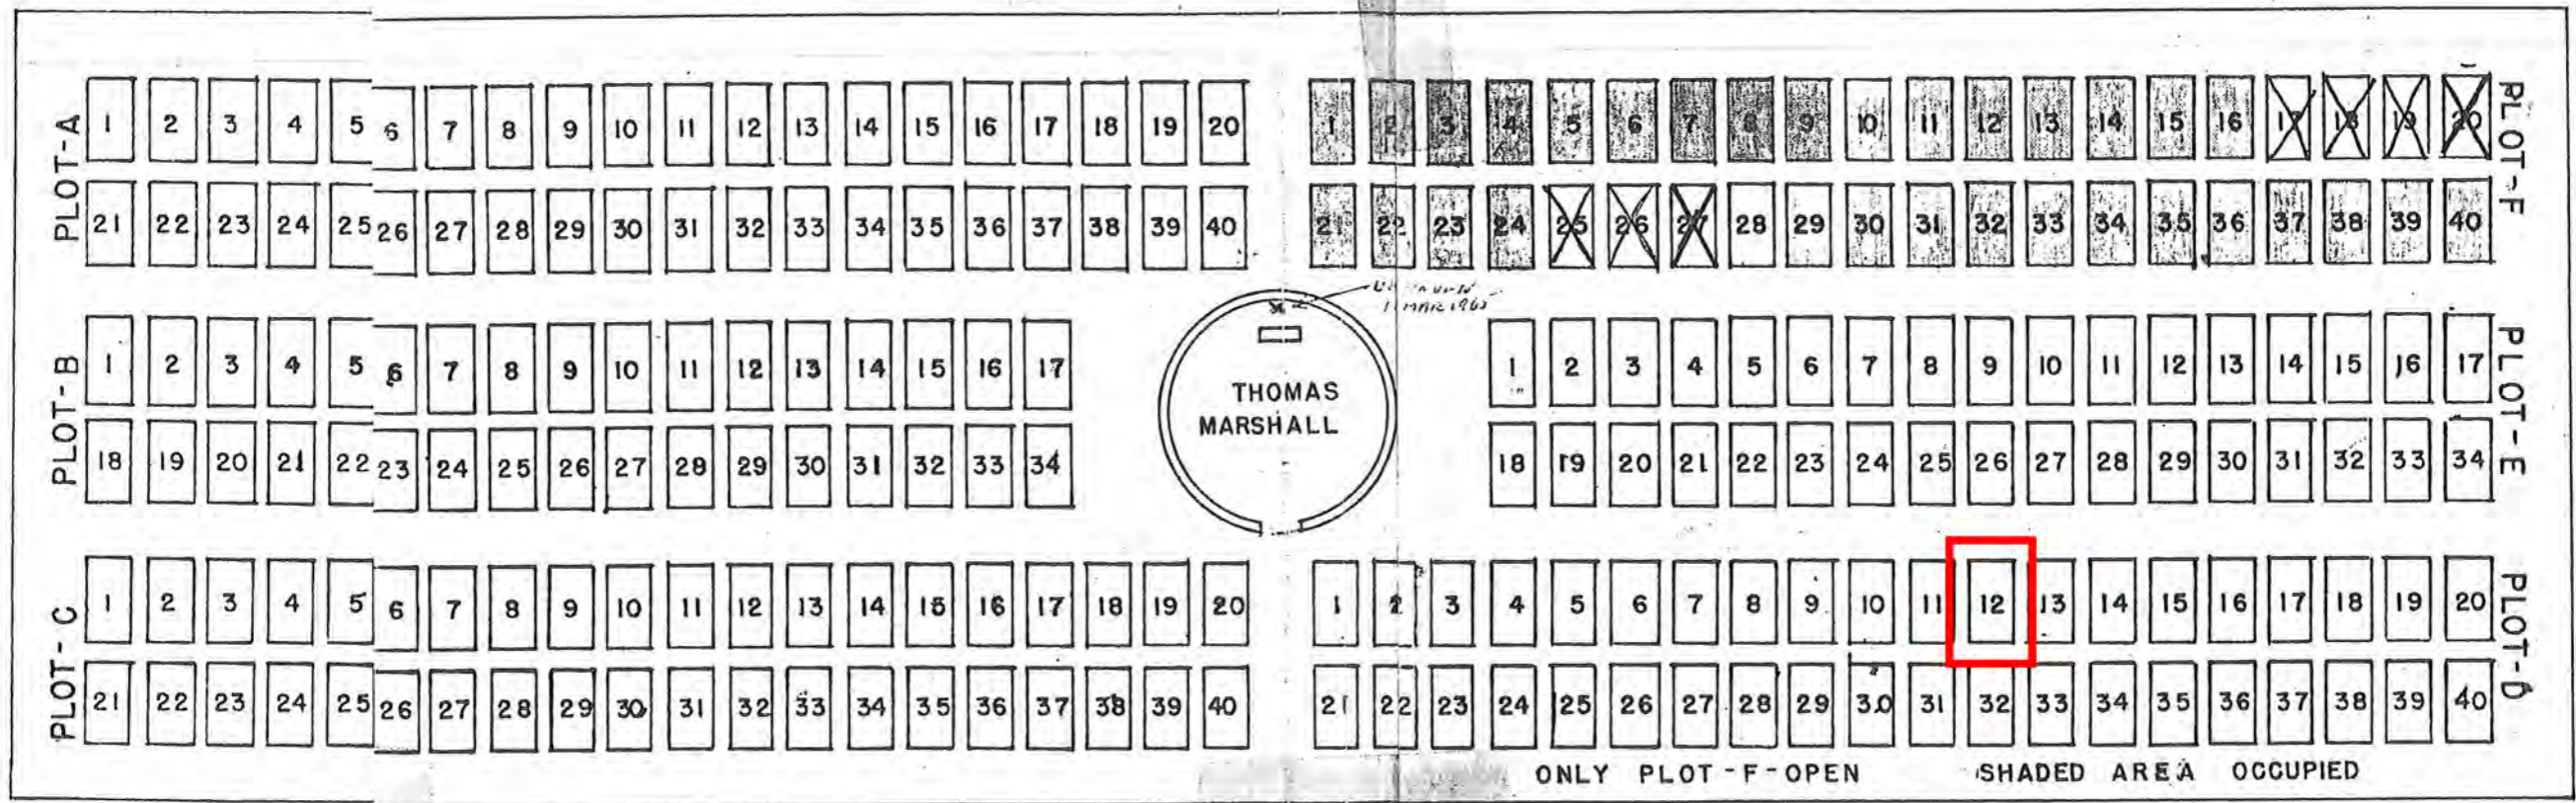 PLOT-A 1 2 3 4 5 6 7 8 9 10 11 12 13 14 15 16 17 18 19 20
21 22 23 24 25 26 27 28 29 30 31 32 33 34 35 36 37 38 39 40
1 2 3 4 5 6 7 8 9 10 11 12 13 14 15 16 17 18 19 20 PLOT-F
21 22 23 24 25 26 27 28 29 30 31 32 33 34 35 36 37 38 39 40
MAR 1965
PLOT-B 1 2 3 4 5 6 7 8 9 10 11 12 13 14 15 16 17
18 19 20 21 22 23 24 25 26 27 28 29 30 31 32 33 34
THOMAS
MARSHALL
1 2 3 4 5 6 7 8 9 10 11 12 13 14 15 16 17 PLOT-E
18 19 20 21 22 23 24 25 26 27 28 29 30 31 32 33 34
PLOT-C 1 2 3 4 5 6 7 8 9 10 11 12 13 14 15 16 17 18 19 20
21 22 23 24 25 26 27 28 29 30 31 32 33 34 35 36 37 38 39 40
1 2 3 4 5 6 7 8 9 10 11 12 13 14 15 16 17 18 19 20 PLOT-D
21 22 23 24 25 26 27 28 29 30 31 32 33 34 35 36 37 38 39 40
ONLY PLOT-F-OPEN SHADED AREA OCCUPIED